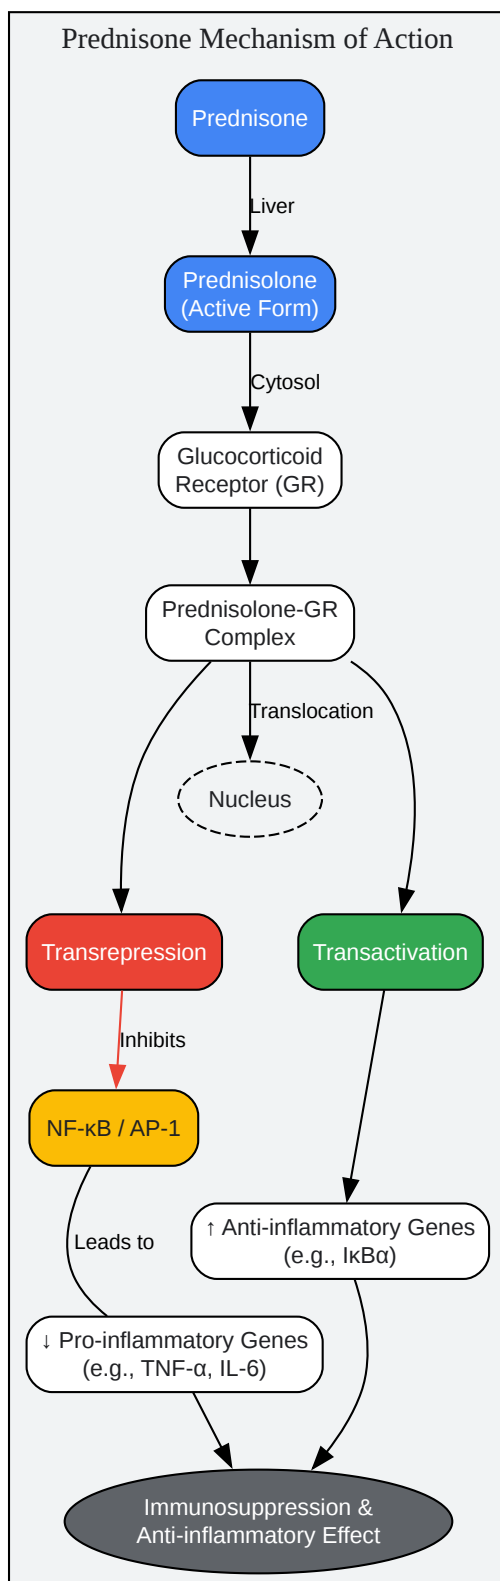 Prednisone Mechanism of Action
Prednisone
Liver
Prednisolone
(Active Form)
Cytosol
Glucocorticoid
Receptor (GR)
Prednisolone-GR
Complex
Translocation
Nucleus
Transrepression
Transactivation
Inhibits
NF-κB / AP-1
Leads to
↑ Anti-inflammatory Genes
(e.g., IκBα)
↓ Pro-inflammatory Genes
(e.g., TNF-α, IL-6)
Immunosuppression &
Anti-inflammatory Effect